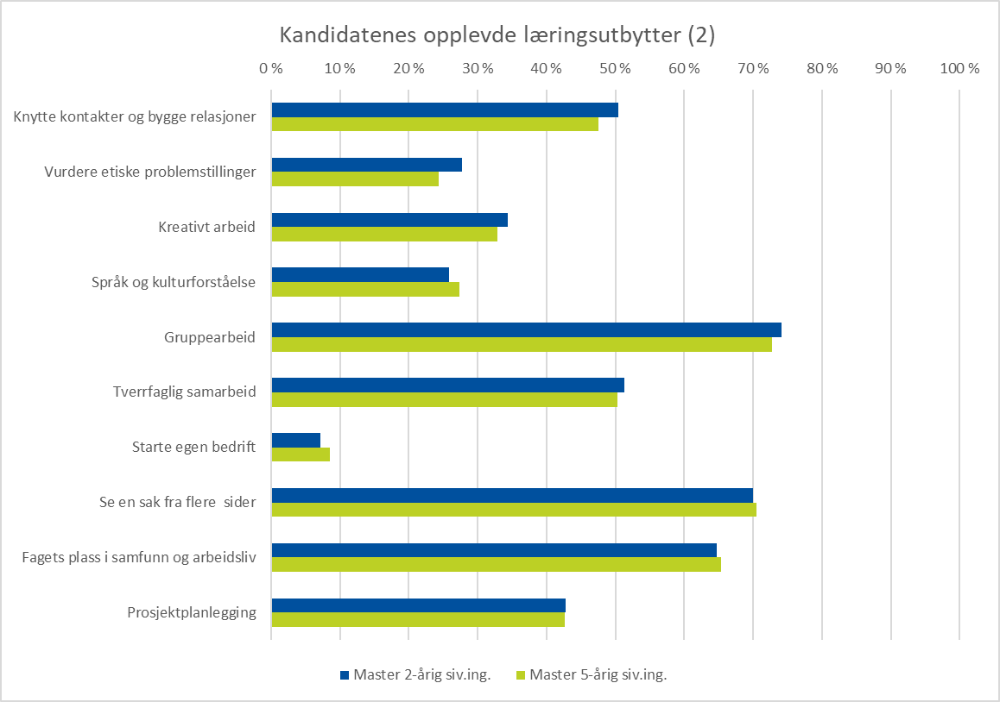 Kandidatenes opplevde læringsutbytter (2)
0 % 10 % 20 % 30 % 40 % 50 % 60 % 70 % 80 % 90 % 100 %
Knytte kontakter og bygge relasjoner
Vurdere etiske problemstillinger
Kreativt arbeid
Språk og kulturforståelse
Gruppearbeid
Tverrfaglig samarbeid
Starte egen bedrift
Se en sak fra flere  sider
Fagets plass i samfunn og arbeidsliv
Prosjektplanlegging
Master 2-årig siv.ing. Master 5-årig siv.ing.